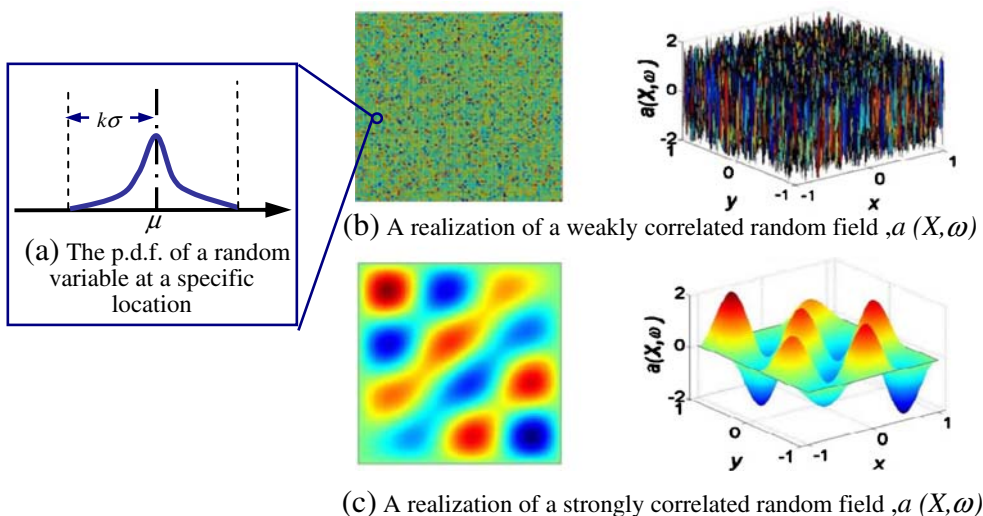 kσ
μ
(a) The p.d.f. of a random
variable at a specific
location
2
0
-2
1
0
-1
-1
0
1
a(X,ω)
y
x
(b) A realization of a weakly correlated random field ,a (X,ω)
2
0
-2
1
0
-1
-1
0
1
a(X,ω)
y
x
(c) A realization of a strongly correlated random field ,a (X,ω)